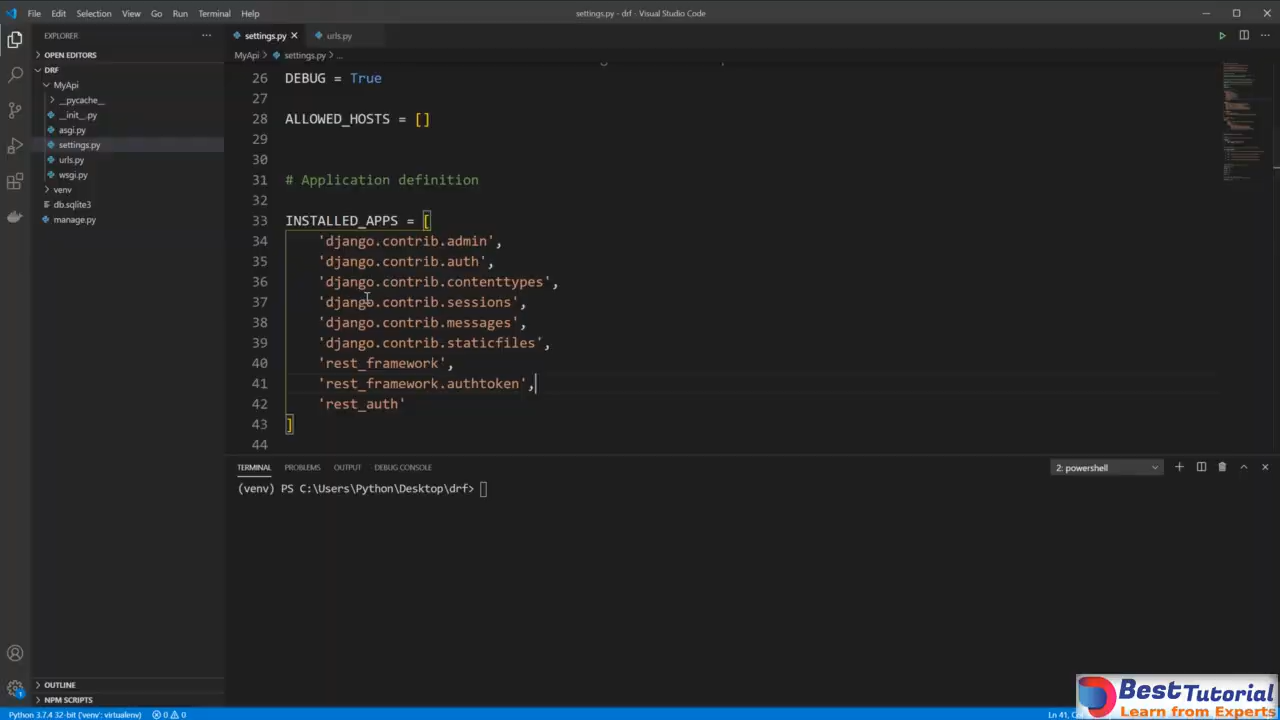 File Edit Selection View Go Run Terminal Help
settings.py - drf - Visual Studio Code
EXPLORER
settings.py
urls.py
OPEN EDITORS
MyApi > settings.py > ...
DRF
MyApi
__pycache__
__init__.py
asgi.py
settings.py
urls.py
wsgi.py
venv
db.sqlite3
manage.py
26 DEBUG = True
27
28 ALLOWED_HOSTS = []
29
30
31 # Application definition
32
33 INSTALLED_APPS = [
34 'django.contrib.admin',
35 'django.contrib.auth',
36 'django.contrib.contenttypes',
37 'django.contrib.sessions',
38 'django.contrib.messages',
39 'django.contrib.staticfiles',
40 'rest_framework',
41 'rest_framework.authtoken',
42 'rest_auth'
43 ]
44
TERMINAL PROBLEMS OUTPUT DEBUG CONSOLE
2: powershell
(venv) PS C:\Users\Python\Desktop\drf>
OUTLINE
NPM SCRIPTS
1
Python 3.7.4 32-bit ('venv': virtualenv) 0 0
Ln 41,
BestTutorial
Learn from Experts